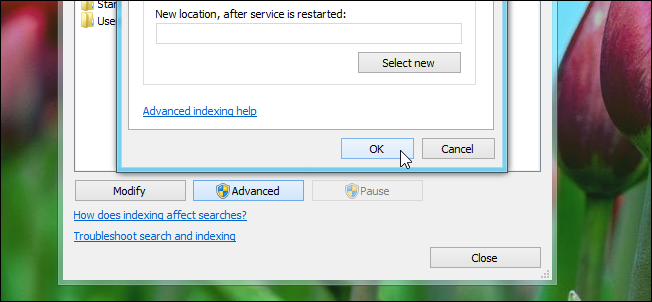 Star
User
New location, after service is restarted:
Select new
Advanced indexing help
OK
Cancel
Modify
Advanced
Pause
How does indexing affect searches?
Troubleshoot search and indexing
Close